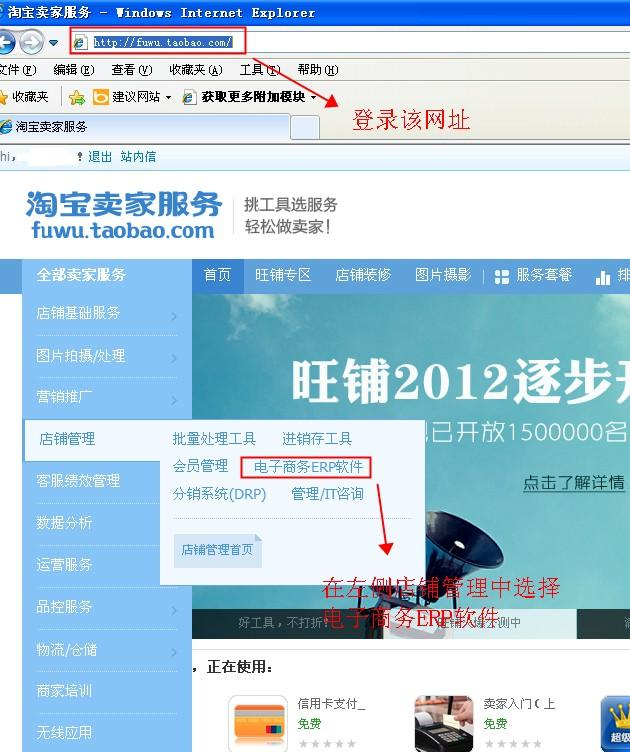 淘宝卖家服务 - Windows Internet Explorer
http://fuwu.taobao.com/
文件(F) 编辑(E) 查看(V) 收藏夹(A) 工具(T) 帮助(H)
收藏夹 建议网站 获取更多附加模块
登录该网址
淘宝卖家服务
hi, ! 退出 站内信
淘宝卖家服务
fuwu.taobao.com
挑工具选服务
轻松做卖家!
全部卖家服务
首页 旺铺专区 店铺装修 图片摄影 服务套餐 排
店铺基础服务
图片拍摄/处理
营销推广
店铺管理
客服绩效管理
数据分析
运营服务
品控服务
物流/仓储
商家培训
无线应用
批量处理工具 进销存工具
会员管理 电子商务ERP软件
分销系统(DRP) 管理/IT咨询
店铺管理首页
旺铺2012逐步开
已开放1500000名
点击了解详情
在左侧店铺管理中选择
电子商务ERP软件
好工具，不打折!
测中
，正在使用：
信用卡支付_
免费
卖家入门( 上
免费
超级